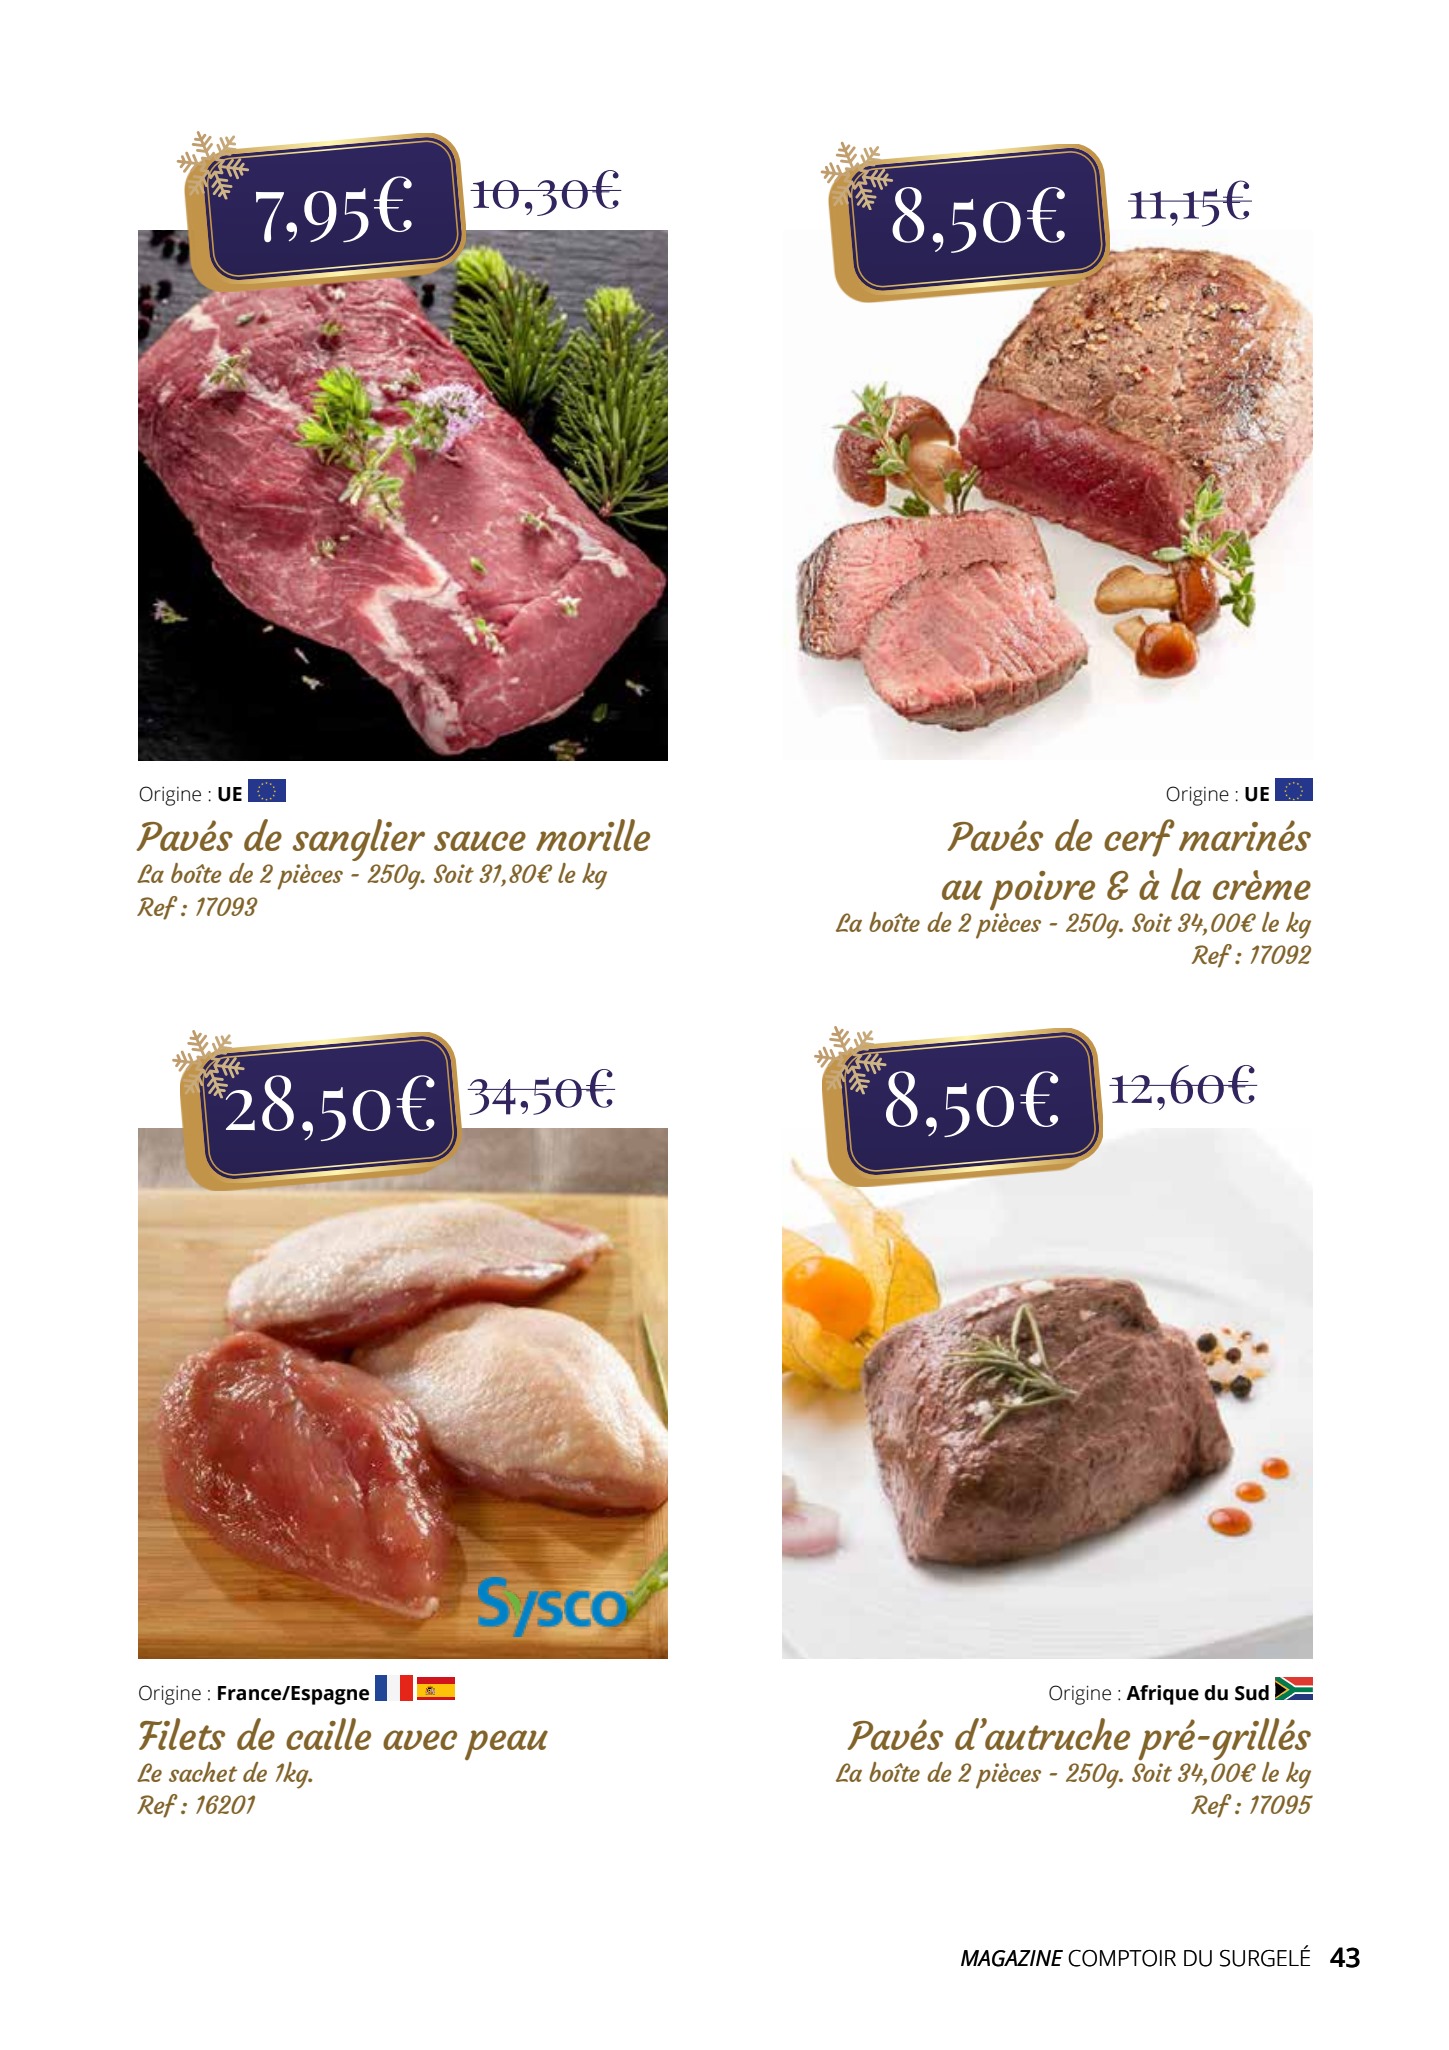 7,95€ 10,30€
Origine : UE
Pavés de sanglier sauce morille
La boîte de 2 pièces - 250g. Soit 31,80€ le kg
Ref : 17093
8,50€ 11,15€
Origine : UE
Pavés de cerf marinés
au poivre & à la crème
La boîte de 2 pièces - 250g. Soit 34,00€ le kg
Ref : 17092
28,50€ 34,50€
Sysco
Origine : France/Espagne
Filets de caille avec peau
Le sachet de 1kg.
Ref : 16201
8,50€ 12,60€
Origine : Afrique du Sud
Pavés d’autruche pré-grillés
La boîte de 2 pièces - 250g. Soit 34,00€ le kg
Ref : 17095
MAGAZINE COMPTOIR DU SURGELÉ 43